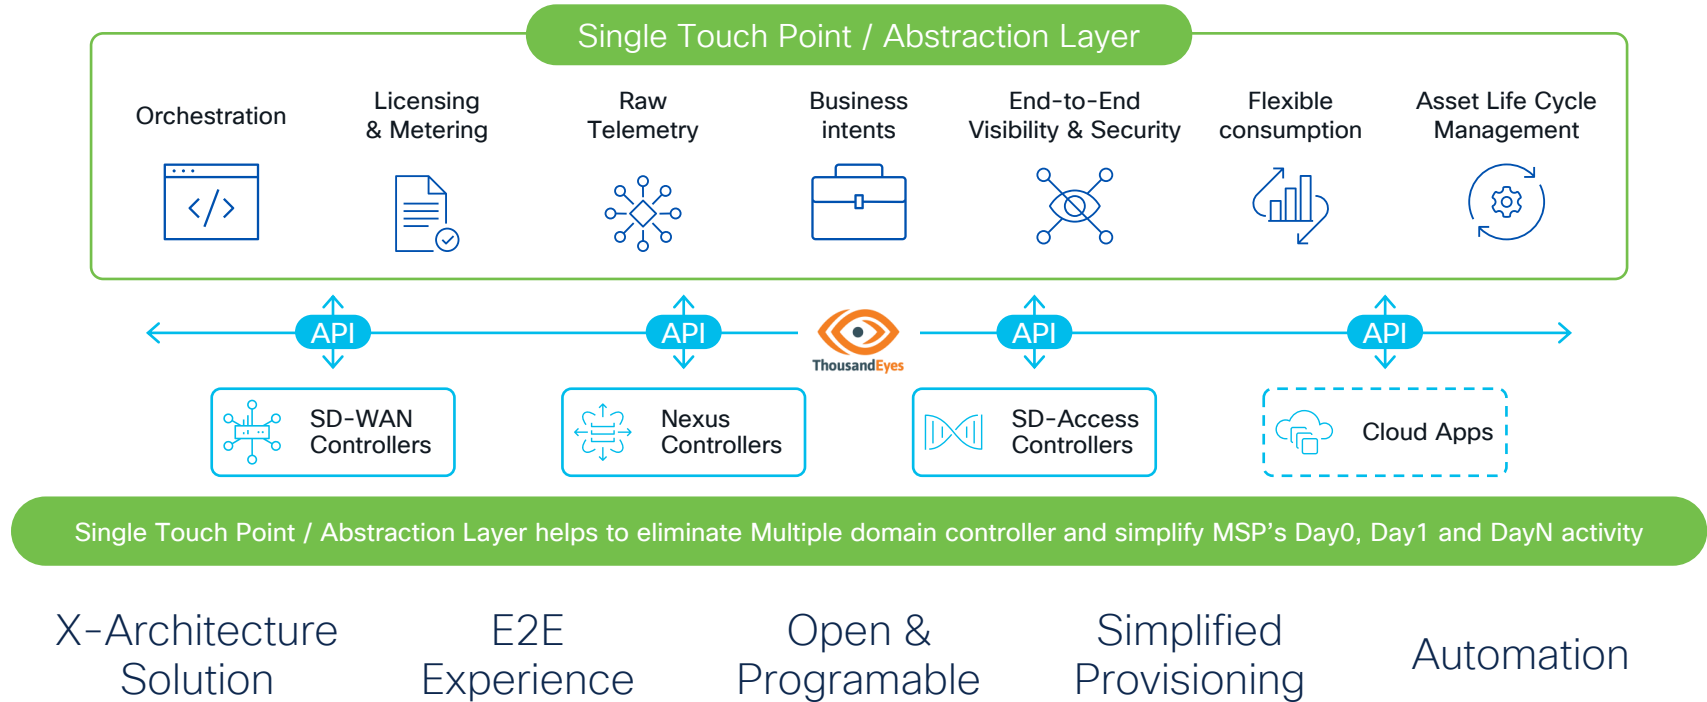 Single Touch Point / Abstraction Layer
Orchestration
Licensing
& Metering
Raw
Telemetry
Business
intents
End-to-End
Visibility & Security
Flexible
consumption
Asset Life Cycle
Management
API
API
ThousandEyes
API
API
SD-WAN
Controllers
Nexus
Controllers
SD-Access
Controllers
Cloud Apps
Single Touch Point / Abstraction Layer helps to eliminate Multiple domain controller and simplify MSP's Day0, Day1 and DayN activity
X-Architecture
Solution
E2E
Experience
Open &
Programable
Simplified
Provisioning
Automation